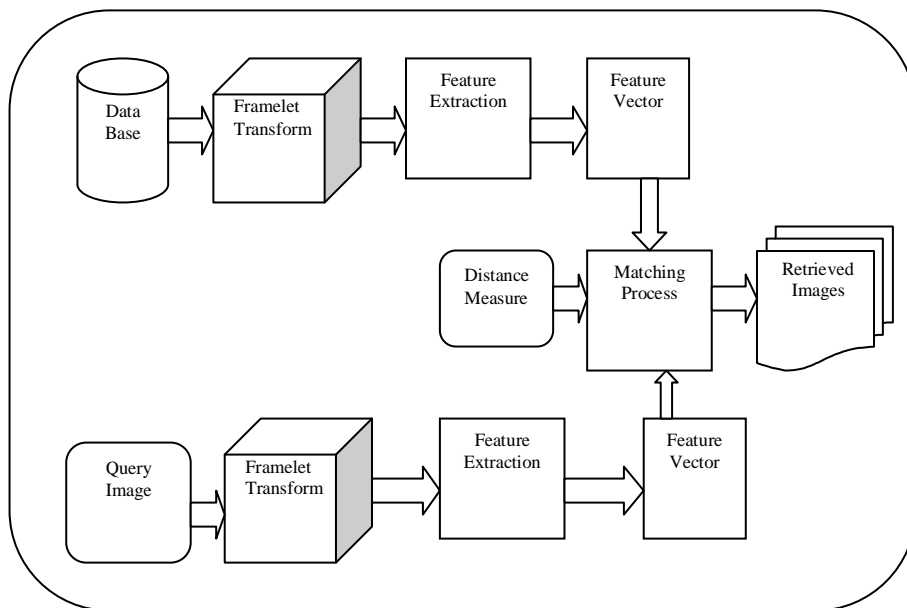 Data
Base
Framelet
Transform
Feature
Extraction
Feature
Vector
Distance
Measure
Matching
Process
Retrieved
Images
Query
Image
Framelet
Transform
Feature
Extraction
Feature
Vector